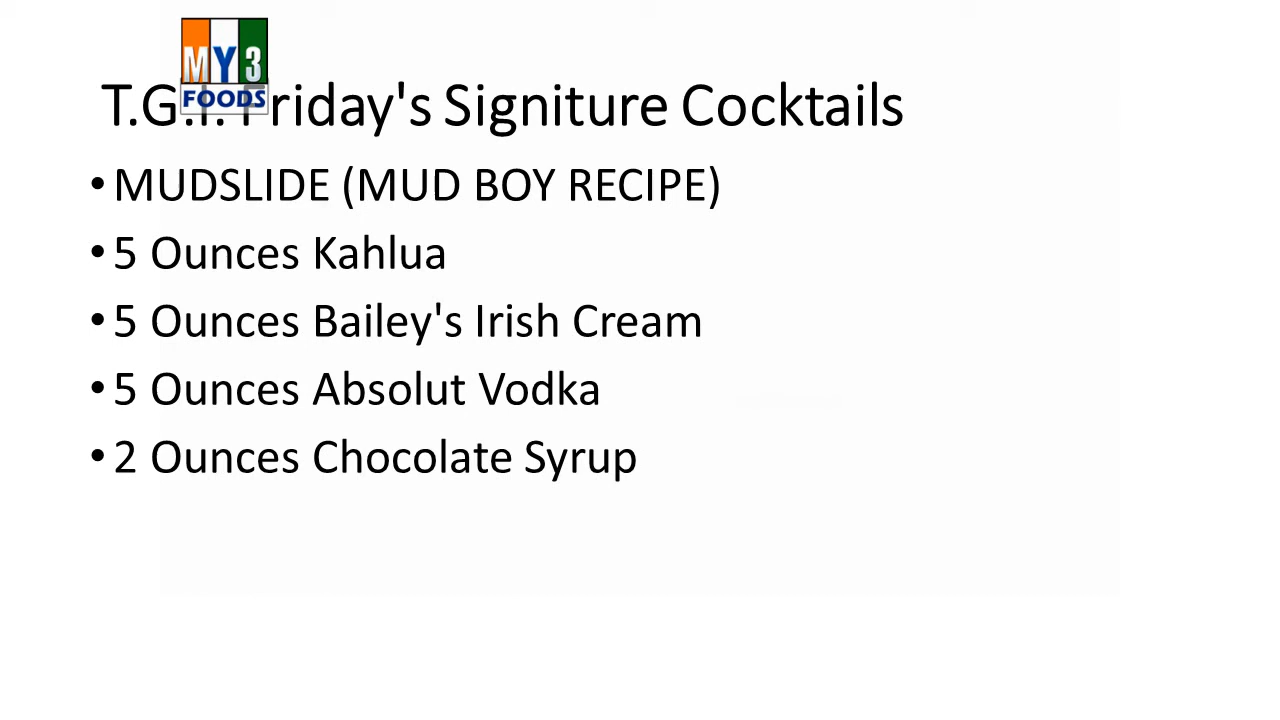 MY3
FOODS
T.G.I. Friday's Signiture Cocktails
• MUDSLIDE (MUD BOY RECIPE)
• 5 Ounces Kahlua
• 5 Ounces Bailey's Irish Cream
• 5 Ounces Absolut Vodka
• 2 Ounces Chocolate Syrup